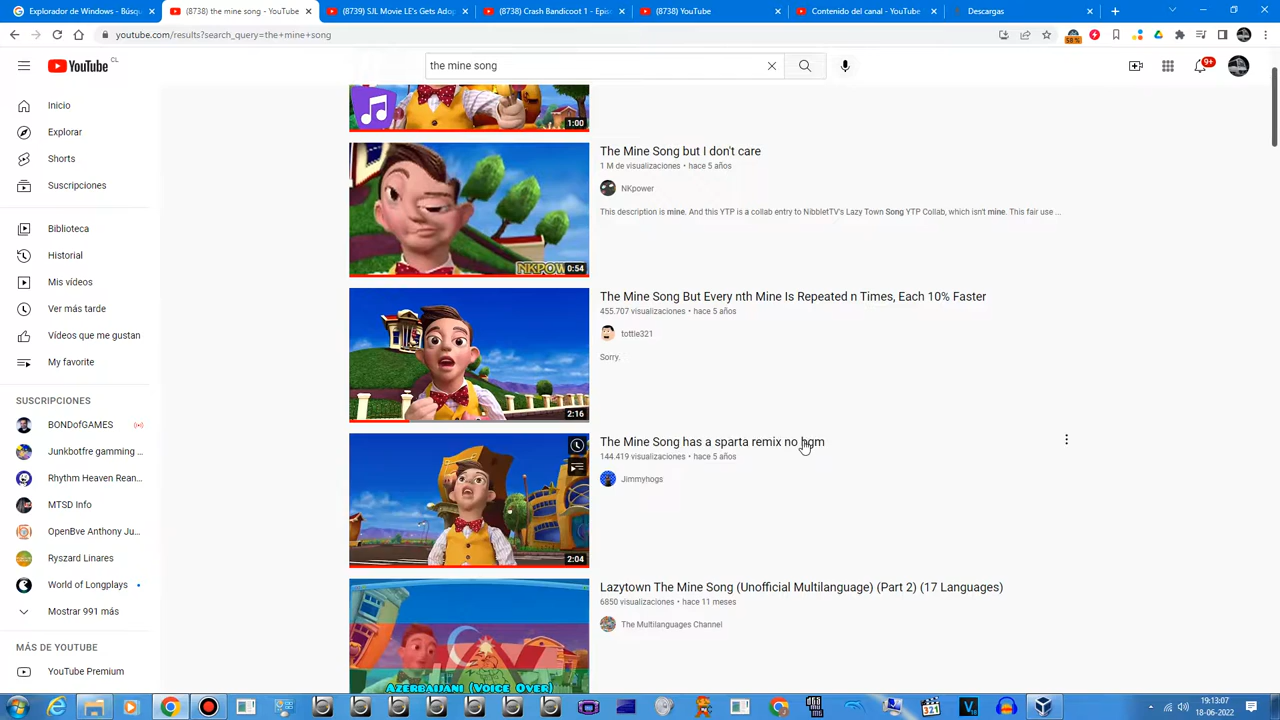 Explorador de Windows - Búsqu
(8738) the mine song - YouTube
(8739) SJL Movie LE's Gets Adop
(8738) Crash Bandicoot 1 - Epis
(8738) YouTube
Contenido del canal - YouTube
Descargas
youtube.com/results?search_query=the+mine+song
58 %
YouTube CL
the mine song
9+
Inicio
Explorar
Shorts
Suscripciones
Biblioteca
Historial
Mis vídeos
Ver más tarde
Vídeos que me gustan
My favorite
SUSCRIPCIONES
BONDofGAMES
Junkbotfre gamming ...
Rhythm Heaven Rean...
MTSD Info
OpenBve Anthony Ju...
Ryszard Linares
World of Longplays
Mostrar 991 más
MÁS DE YOUTUBE
YouTube Premium
1:00
The Mine Song but I don't care
1 M de visualizaciones • hace 5 años
NKpower
This description is mine. And this YTP is a collab entry to NibbletTV's Lazy Town Song YTP Collab, which isn't mine. This fair use ...
0:54
The Mine Song But Every nth Mine Is Repeated n Times, Each 10% Faster
455.707 visualizaciones • hace 5 años
tottie321
Sorry.
2:16
The Mine Song has a sparta remix no bgm
144.419 visualizaciones • hace 5 años
Jimmyhogs
2:04
Lazytown The Mine Song (Unofficial Multilanguage) (Part 2) (17 Languages)
6850 visualizaciones • hace 11 meses
The Multilanguages Channel
AZERBAIJANI (VOICE OVER)
19:13:07
18-06-2022